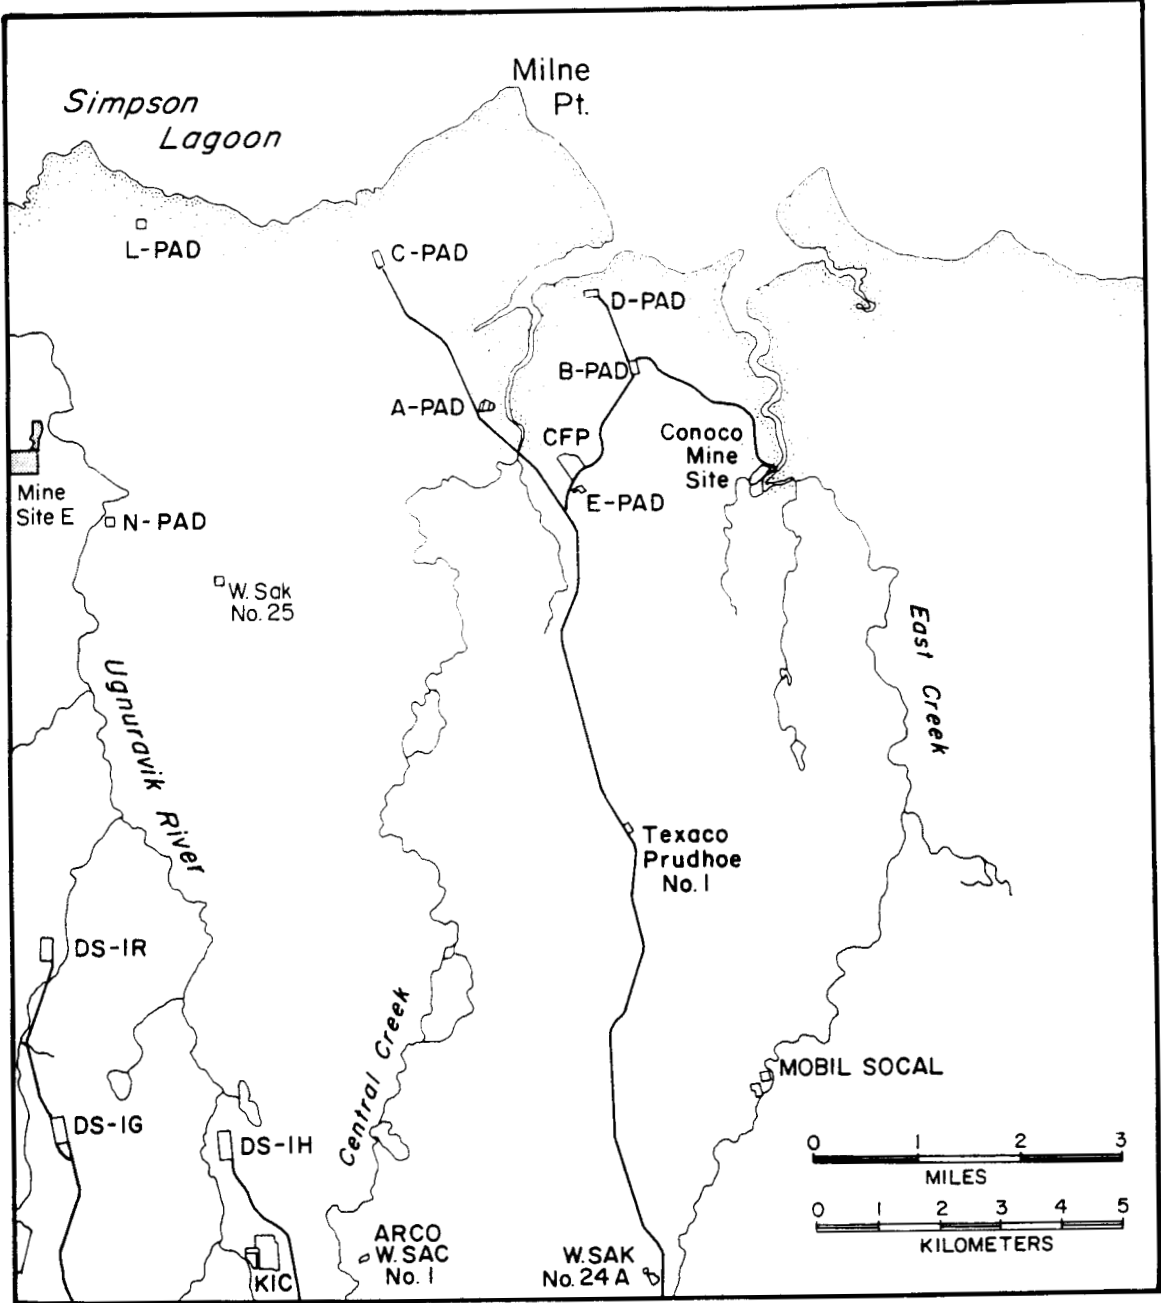 Milne
Pt.
Simpson
Lagoon
L-PAD
C-PAD
D-PAD
B-PAD
A-PAD
CFP
Conoco
Mine
Site
Mine
Site E
E-PAD
N-PAD
W. Sak
No. 25
East Creek
Ugnuravik River
Texaco
Prudhoe
No. 1
DS-1R
Central Creek
MOBIL SOCAL
DS-1G
DS-1H
0 1 2 3
MILES
0 1 2 3 4 5
KILOMETERS
ARCO
W. SAC
No. 1
W. SAK
No. 24 A
KIC